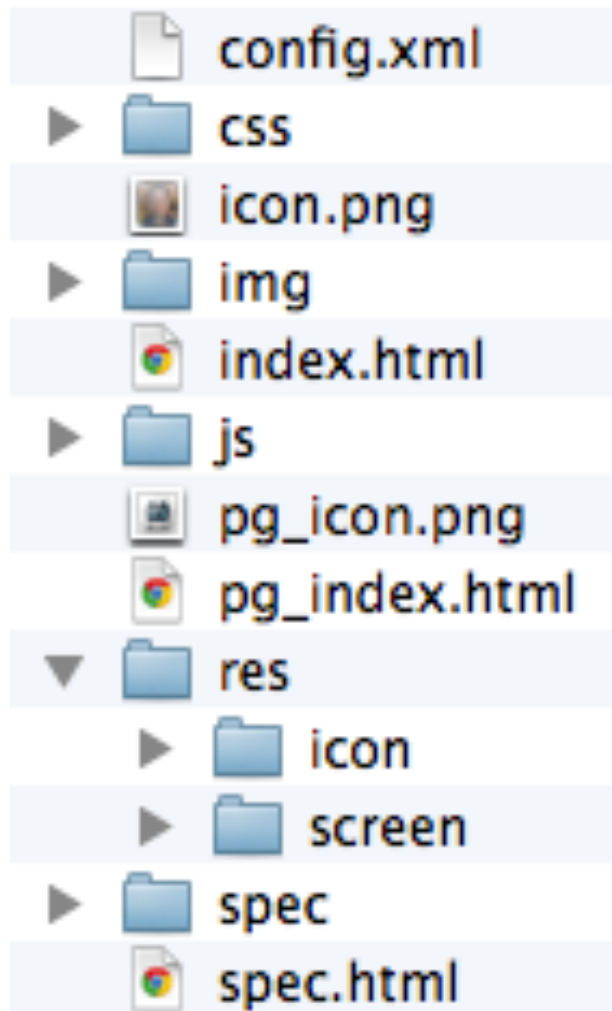 config.xml
css
icon.png
img
index.html
js
pg_icon.png
pg_index.html
res
icon
screen
spec
spec.html